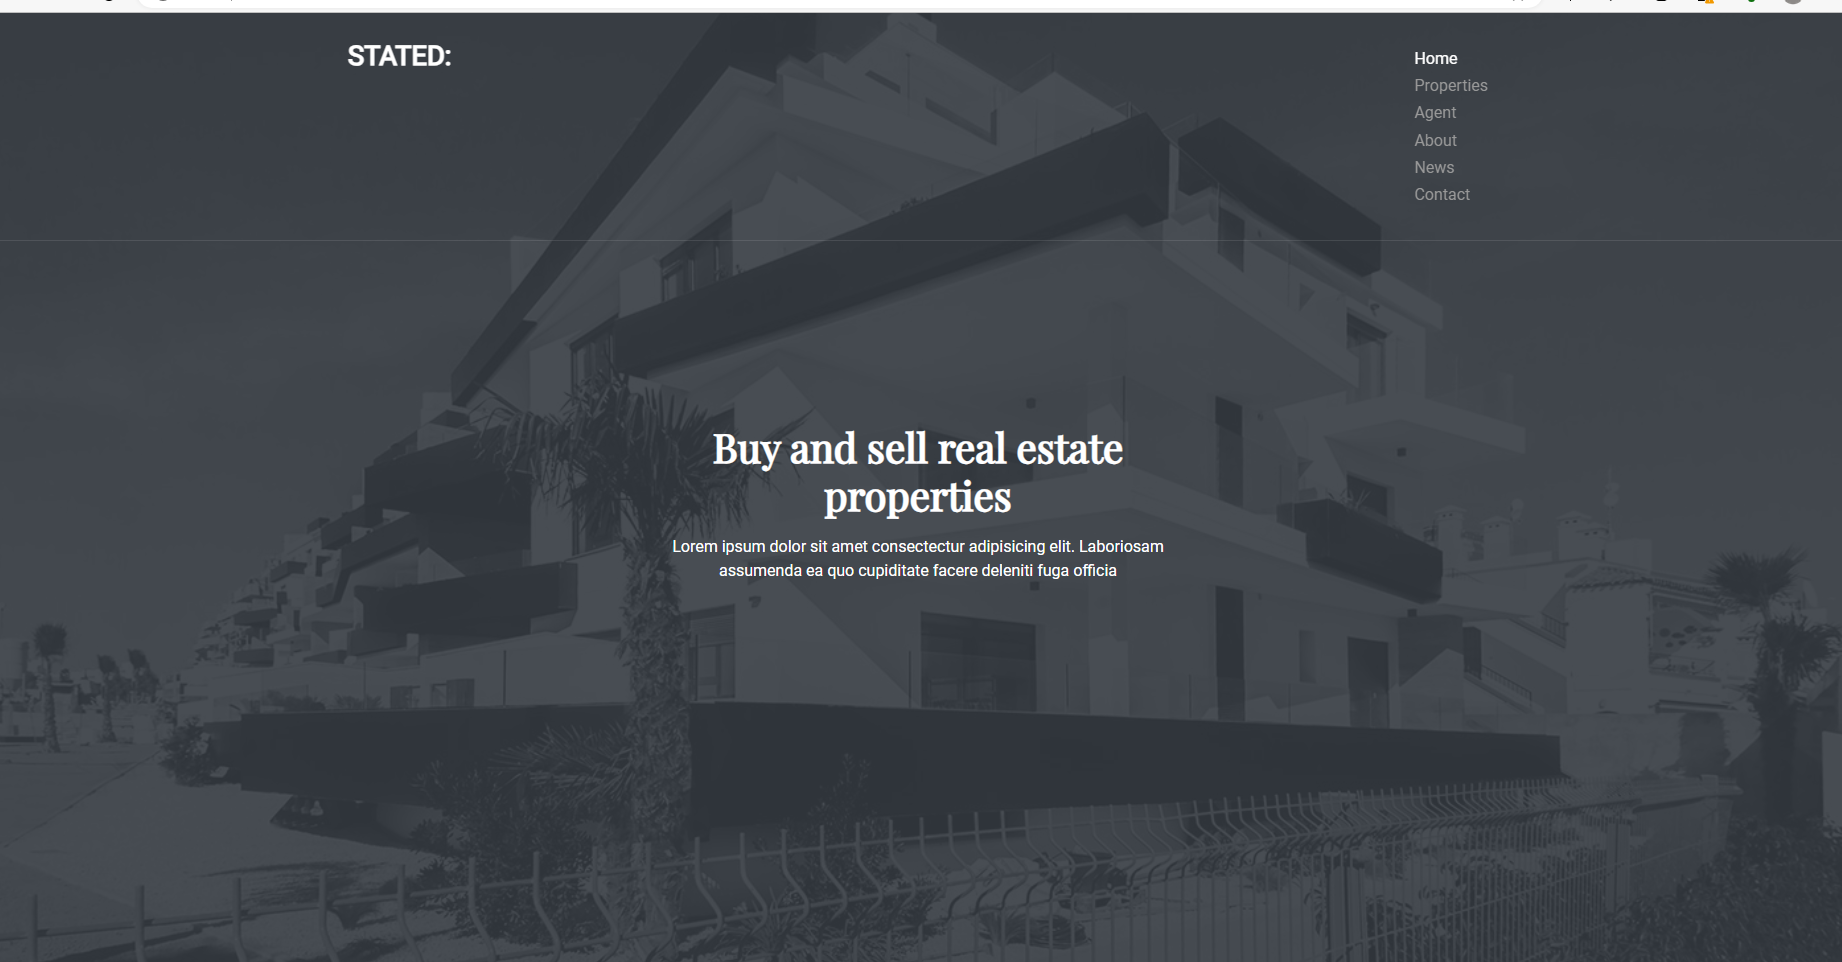 STATED:
Home
Properties
Agent
About
News
Contact
Buy and sell real estate
properties
Lorem ipsum dolor sit amet consectectur adipisicing elit. Laboriosam
assumenda ea quo cupiditate facere deleniti fuga officia